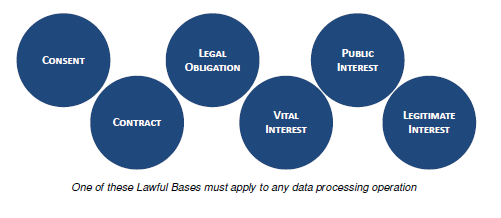 CONSENT
CONTRACT
LEGAL
OBLIGATION
VITAL
INTEREST
PUBLIC
INTEREST
LEGITIMATE
INTEREST
One of these Lawful Bases must apply to any data processing operation